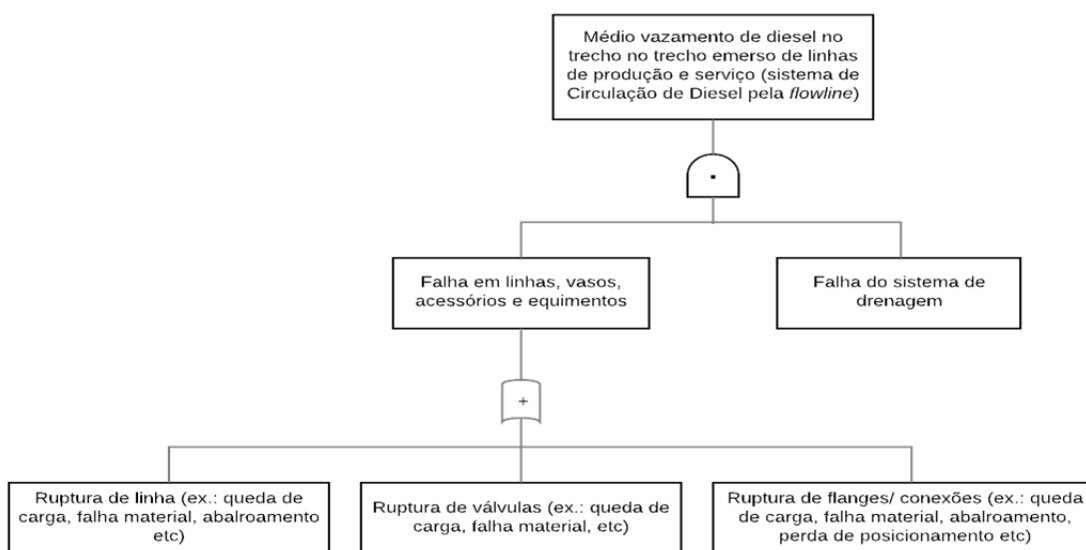 Médio vazamento de diesel no
trecho no trecho emerso de linhas
de produção e serviço (sistema de
Circulação de Diesel pela flowline)
Falha em linhas, vasos,
acessórios e equimentos
Falha do sistema de
drenagem
+
Ruptura de linha (ex.: queda de
carga, falha material, abalroamento
etc)
Ruptura de válvulas (ex.: queda de
carga, falha material, etc)
Ruptura de flanges/ conexões (ex.: queda
de carga, falha material, abalroamento,
perda de posicionamento etc)